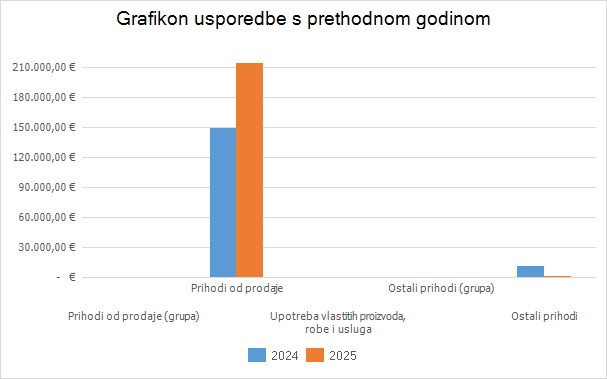 Grafikon usporedbe s prethodnom godinom
210.000,00 €
180.000,00 €
150.000,00 €
120.000,00 €
90.000,00 €
60.000,00 €
30.000,00 €
- €
Prihodi od prodaje
Ostali prihodi (grupa)
Prihodi od prodaje (grupa)
Upotreba vlastitih proizvoda,
robe i usluga
Ostali prihodi
2024
2025